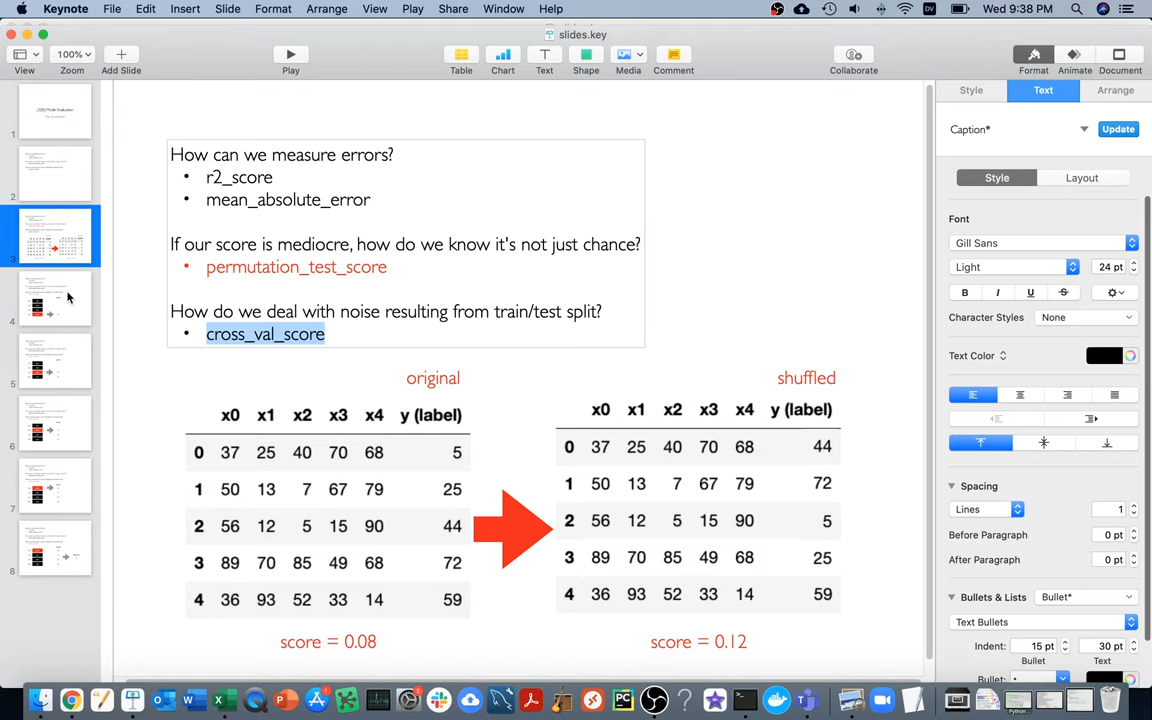 Keynote File Edit Insert Slide Format Arrange View Play Share Window Help Wed 9:38 PM
slides.key
100%
View Zoom Add Slide Play Table Chart Text Shape Media Comment Collaborate Format Animate Document
Style Text Arrange
Caption* Update
Style Layout
Font
Gill Sans
Light 24 pt
B I U S
Character Styles None
Text Color
Spacing
Lines 1
Before Paragraph 0 pt
After Paragraph 0 pt
Bullets & Lists Bullet*
Text Bullets
Indent: 15 pt 30 pt
Bullet Text
1
2
3
4
5
6
7
8
How can we measure errors?
• r2_score
• mean_absolute_error
If our score is mediocre, how do we know it's not just chance?
• permutation_test_score
How do we deal with noise resulting from train/test split?
• cross_val_score
original
x0 x1 x2 x3 x4 y (label)
0 37 25 40 70 68 5
1 50 13 7 67 79 25
2 56 12 5 15 90 44
3 89 70 85 49 68 72
4 36 93 52 33 14 59
score = 0.08
shuffled
x0 x1 x2 x3 x4 y (label)
0 37 25 40 70 68 44
1 50 13 7 67 79 72
2 56 12 5 15 90 5
3 89 70 85 49 68 25
4 36 93 52 33 14 59
score = 0.12